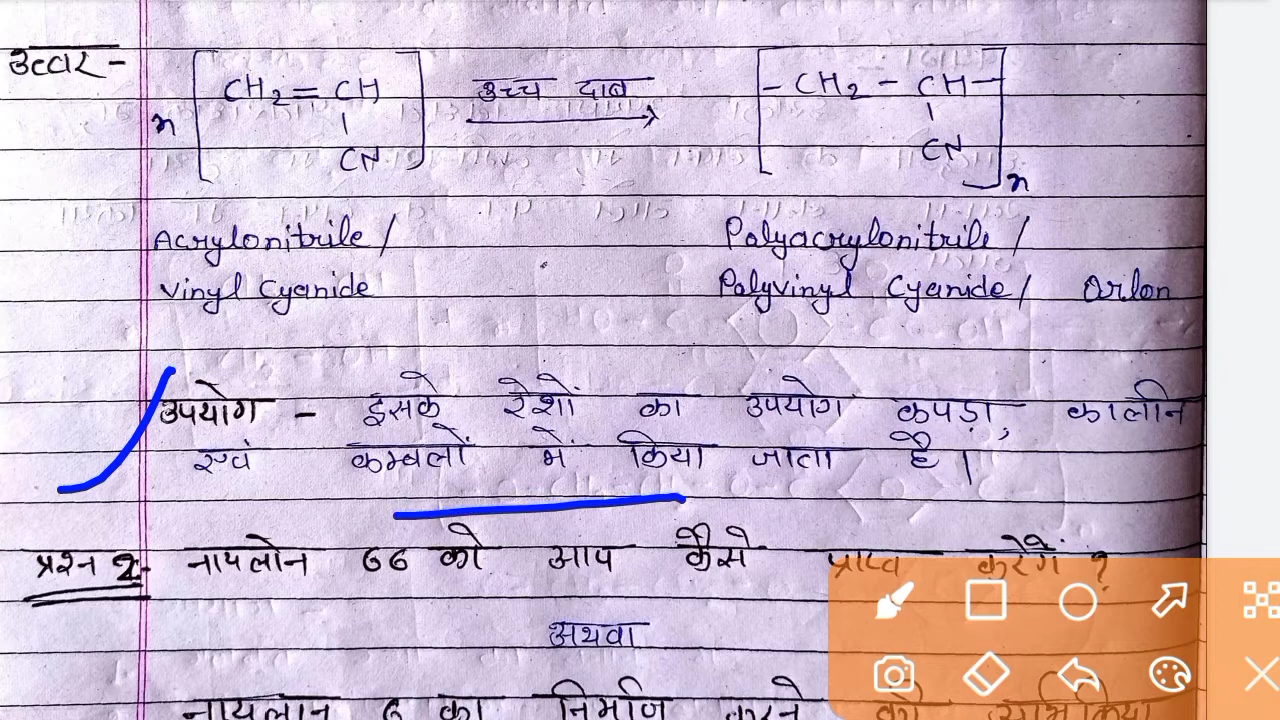 उत्तर -
n [ CH2 = CH उच्च दाब [ - CH2 - CH -
CN CN ] n
Acrylonitrile / Polyacrylonitrile /
Vinyl Cyanide Polyvinyl Cyanide / Orlon
उपयोग - इसके रेशों का उपयोग कपड़ा, कालीन
एवं कम्बलों में किया जाता है।
प्रश्न 2- नायलोन 66 को आप कैसे प्राप्त करेगें ?
अथवा
नायलोन 6 का निर्माण करने की